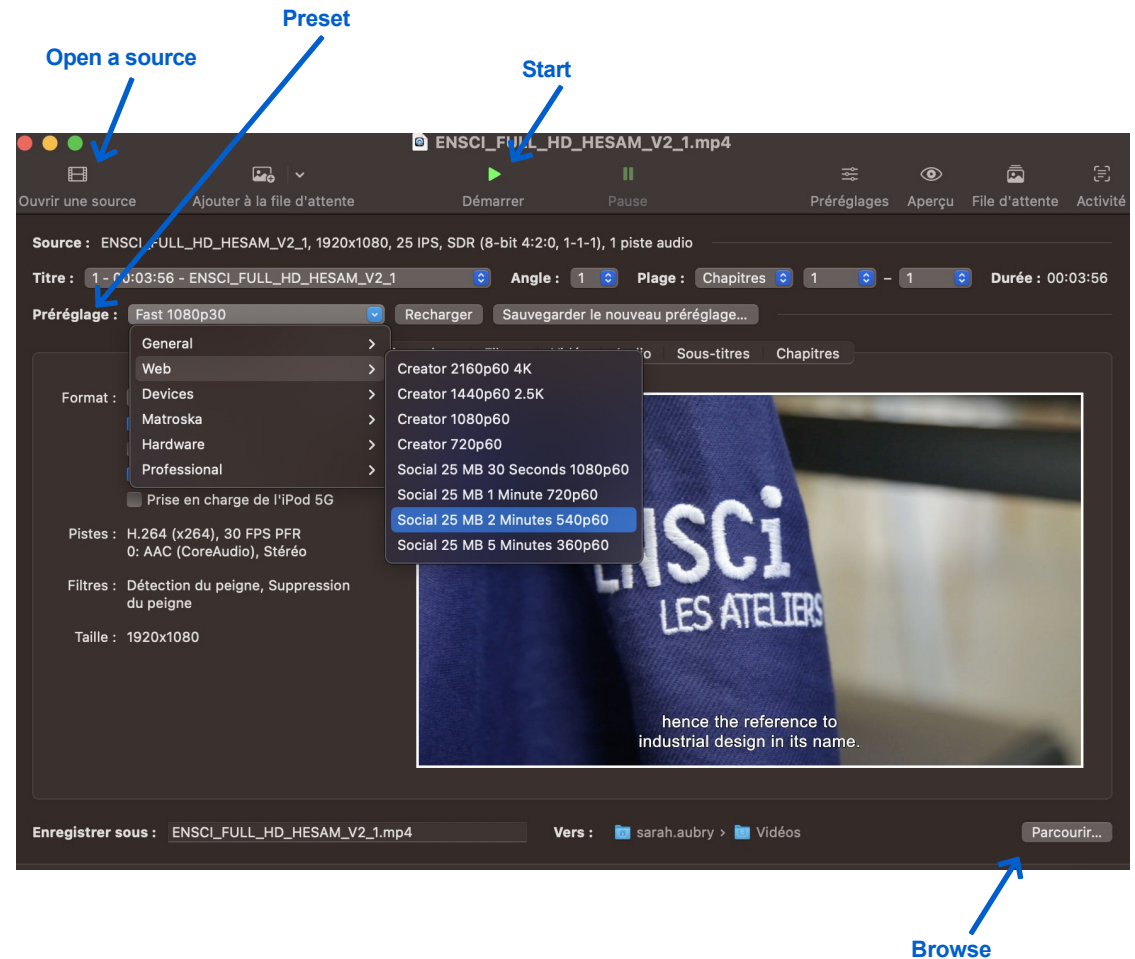 Preset
Open a source
Start
ENSCI_FULL_HD_HESAM_V2_1.mp4
Ouvrir une source
Ajouter à la file d'attente
Démarrer
Pause
Préréglages
Aperçu
File d'attente
Activité
Source : ENSCI_FULL_HD_HESAM_V2_1, 1920x1080, 25 IPS, SDR (8-bit 4:2:0, 1-1-1), 1 piste audio
Titre : 1 - 00:03:56 - ENSCI_FULL_HD_HESAM_V2_1 Angle : 1 Plage : Chapitres 1 – 1 Durée : 00:03:56
Préréglage : Fast 1080p30 Recharger Sauvegarder le nouveau préréglage...
Sous-titres Chapitres
General
Web
Devices
Matroska
Hardware
Professional
Creator 2160p60 4K
Creator 1440p60 2.5K
Creator 1080p60
Creator 720p60
Social 25 MB 30 Seconds 1080p60
Social 25 MB 1 Minute 720p60
Social 25 MB 2 Minutes 540p60
Social 25 MB 5 Minutes 360p60
Format :
Prise en charge de l'iPod 5G
Pistes : H.264 (x264), 30 FPS PFR
0: AAC (CoreAudio), Stéréo
Filtres : Détection du peigne, Suppression
du peigne
Taille : 1920x1080
ENSCi
LES ATELIERS
hence the reference to
industrial design in its name.
Enregistrer sous : ENSCI_FULL_HD_HESAM_V2_1.mp4 Vers : sarah.aubry › Vidéos Parcourir...
Browse